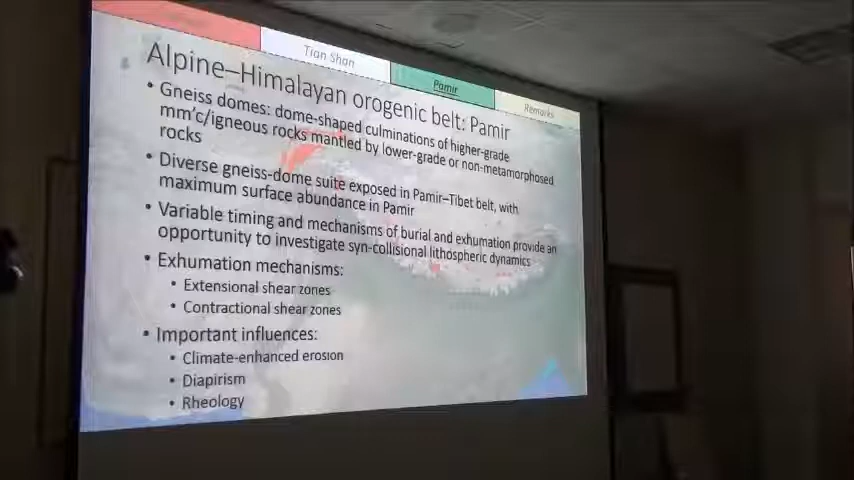 Tian Shan
Pamir
Remarks
Alpine–Himalayan orogenic belt: Pamir
• Gneiss domes: dome-shaped culminations of higher-grade
mm'c/igneous rocks mantled by lower-grade or non-metamorphosed
rocks
• Diverse gneiss-dome suite exposed in Pamir–Tibet belt, with
maximum surface abundance in Pamir
• Variable timing and mechanisms of burial and exhumation provide an
opportunity to investigate syn-collisional lithospheric dynamics
• Exhumation mechanisms:
• Extensional shear zones
• Contractional shear zones
• Important influences:
• Climate-enhanced erosion
• Diapirism
• Rheology